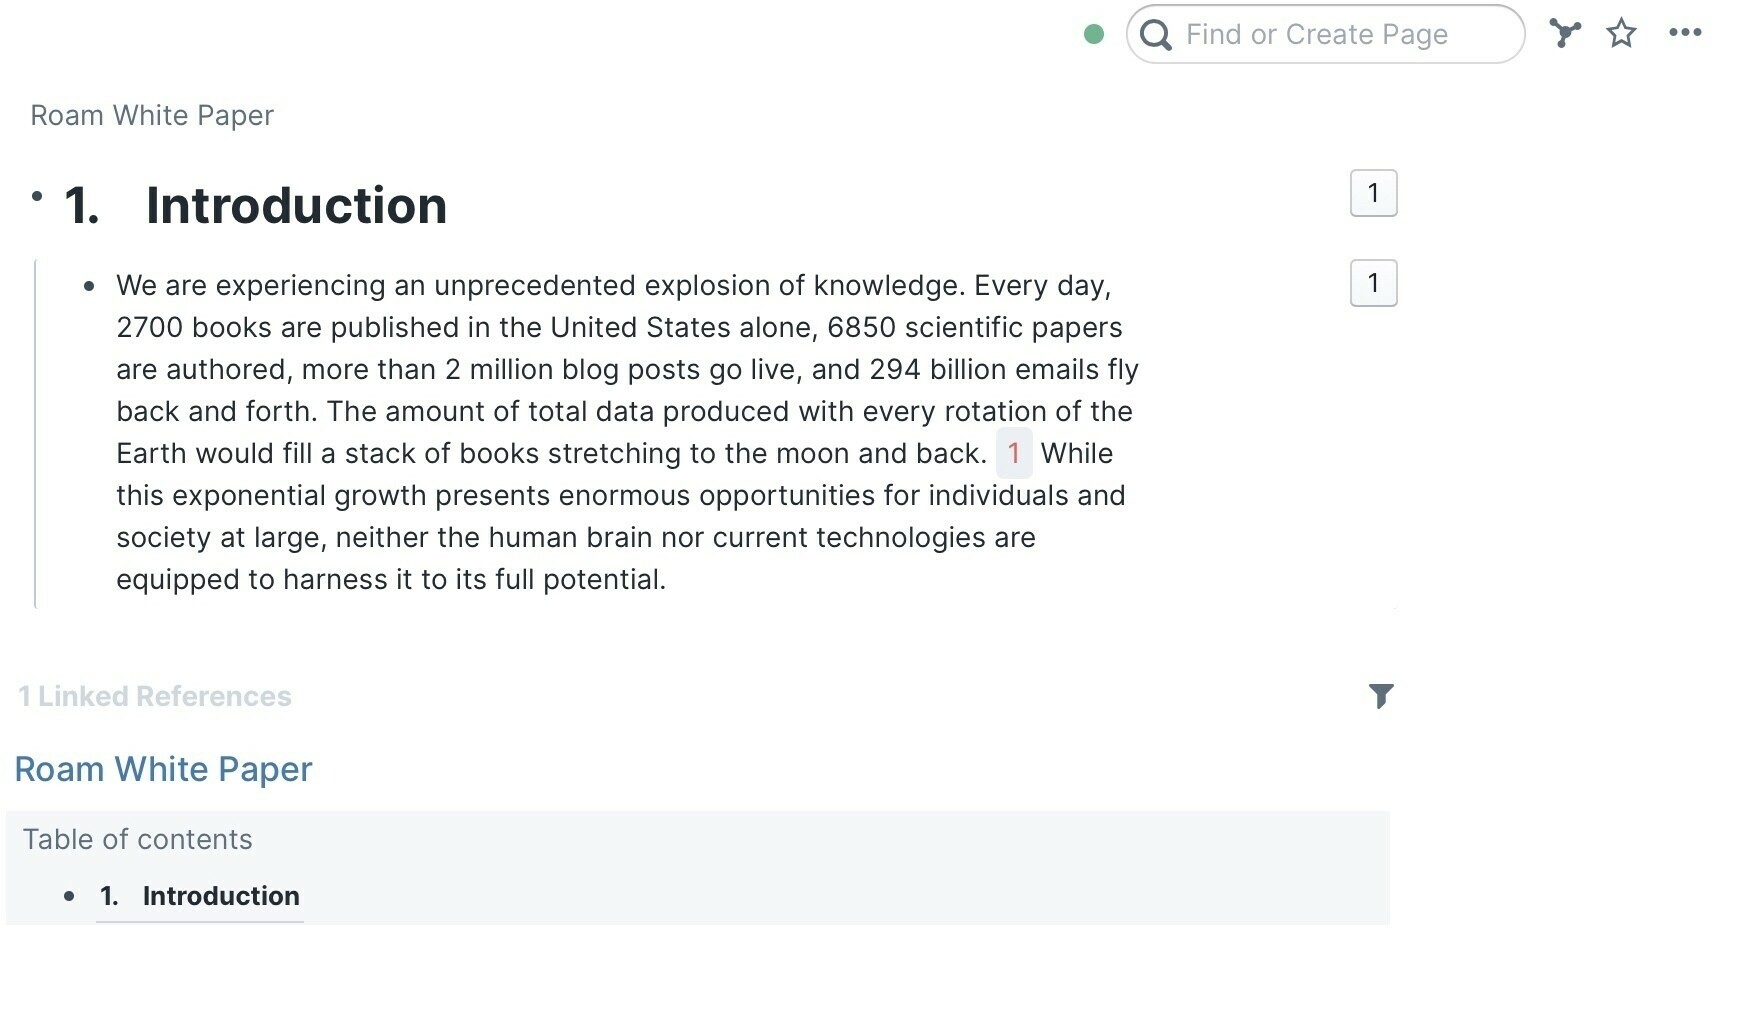 Find or Create Page
Roam White Paper
1. Introduction
1
We are experiencing an unprecedented explosion of knowledge. Every day,
1
2700 books are published in the United States alone, 6850 scientific papers
are authored, more than 2 million blog posts go live, and 294 billion emails fly
back and forth. The amount of total data produced with every rotation of the
Earth would fill a stack of books stretching to the moon and back. 1 While
this exponential growth presents enormous opportunities for individuals and
society at large, neither the human brain nor current technologies are
equipped to harness it to its full potential.
1 Linked References
Roam White Paper
Table of contents
1. Introduction